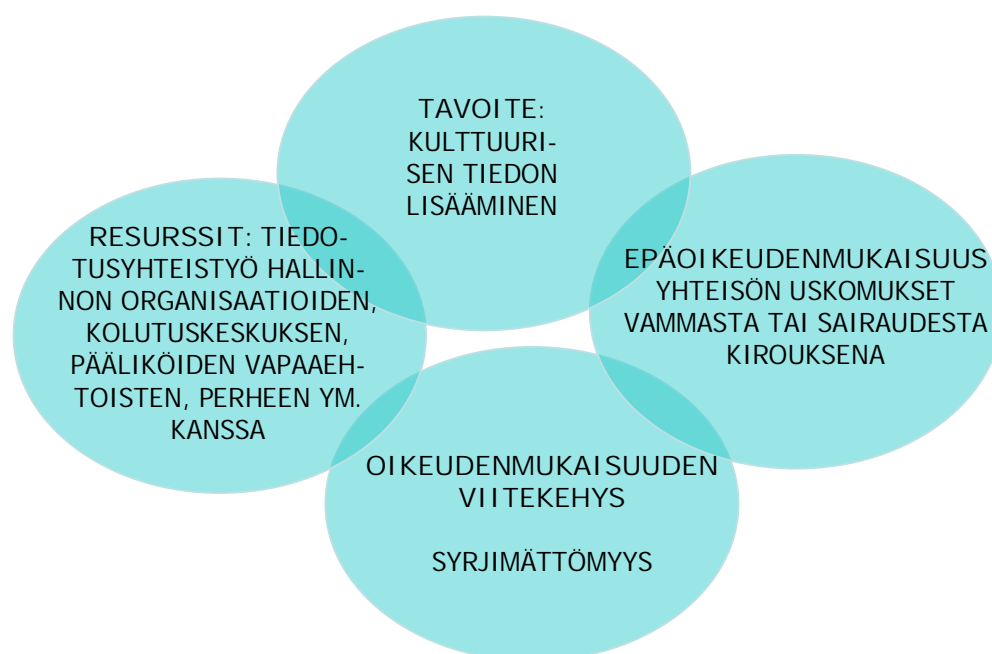 TAVOITE:
KULTTUURI-
SEN TIEDON
LISÄÄMINEN
RESURSSIT: TIEDO-
TUSYHTEISTYÖ HALLIN-
NON ORGANISAATIOIDEN,
KOLUTUSKESKUKSEN,
PÄÄLIKÖIDEN VAPAAEH-
TOISTEN, PERHEEN YM.
KANSSA
EPÄOIKEUDENMUKAISUUS
YHTEISÖN USKOMUKSET
VAMMASTA TAI SAIRAUDESTA
KIROUKSENA
OIKEUDENMUKAISUUDEN
VIITEKEHYS
SYRJIMÄTTÖMYYS